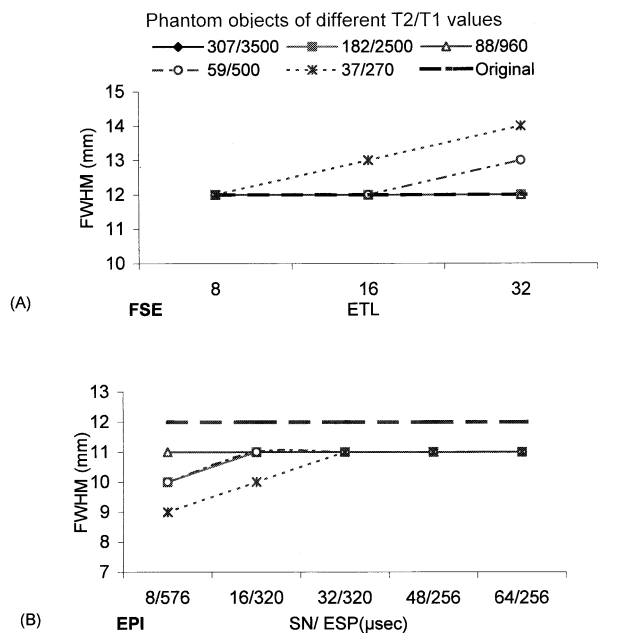 Phantom objects of different T2/T1 values
307/3500 182/2500 88/960
59/500 37/270 Original
15
14
13
12
11
10
FWHM (mm)
8 16 32
(A) FSE ETL
13
12
11
10
9
8
7
FWHM (mm)
8/576 16/320 32/320 48/256 64/256
(B) EPI SN/ ESP(μsec)